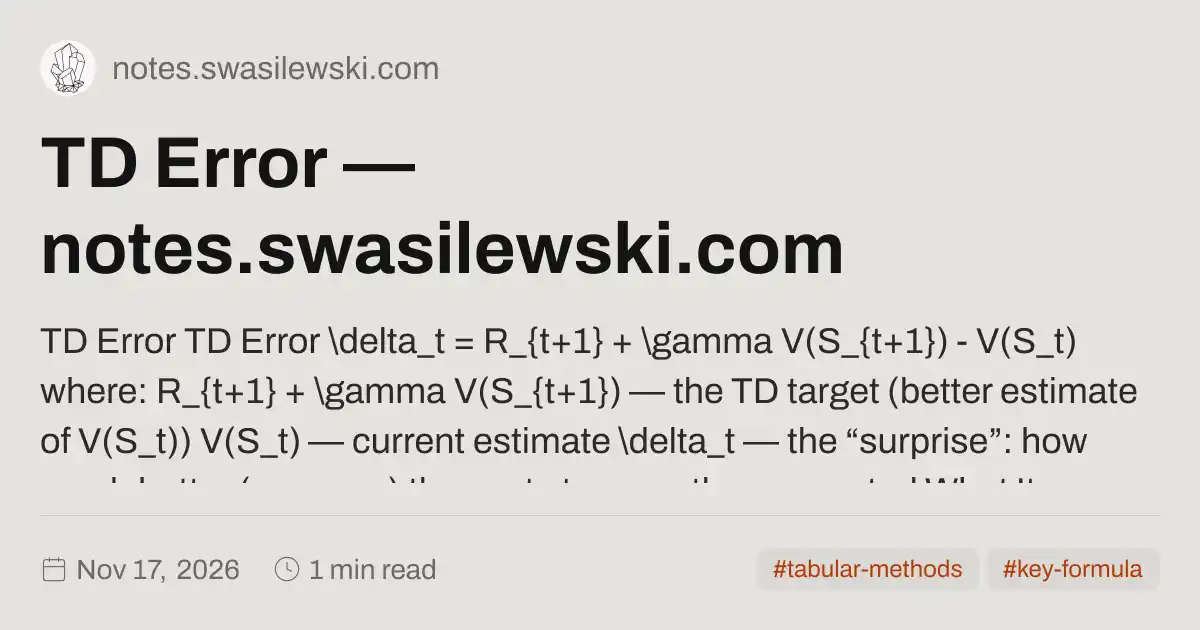 notes.swasilewski.com
TD Error —
notes.swasilewski.com
TD Error TD Error \delta_t = R_{t+1} + \gamma V(S_{t+1}) - V(S_t)
where: R_{t+1} + \gamma V(S_{t+1}) — the TD target (better estimate
of V(S_t)) V(S_t) — current estimate \delta_t — the “surprise”: how
Nov 17, 2026
1 min read
#tabular-methods
#key-formula